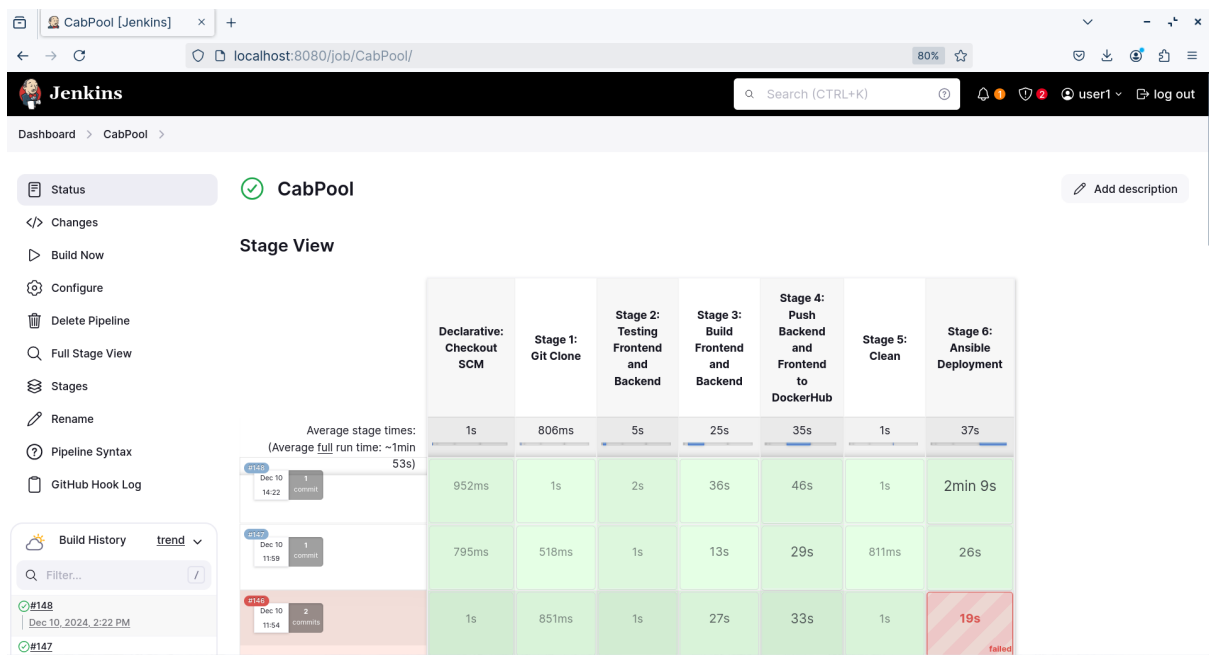 CabPool [Jenkins]
localhost:8080/job/CabPool/
80%
Jenkins
Search (CTRL+K)
1
2
user1
log out
Dashboard
CabPool
Status
Changes
Build Now
Configure
Delete Pipeline
Full Stage View
Stages
Rename
Pipeline Syntax
GitHub Hook Log
Build History
trend
Filter...
/
#148
Dec 10, 2024, 2:22 PM
#147
CabPool
Add description
Stage View
Declarative:
Checkout
SCM
Stage 1:
Git Clone
Stage 2:
Testing
Frontend
and
Backend
Stage 3:
Build
Frontend
and
Backend
Stage 4:
Push
Backend
and
Frontend
to
DockerHub
Stage 5:
Clean
Stage 6:
Ansible
Deployment
Average stage times:
(Average full run time: ~1min
53s)
1s
806ms
5s
25s
35s
1s
37s
#148
Dec 10
14:22
1
commit
952ms
1s
2s
36s
46s
1s
2min 9s
#147
Dec 10
11:59
1
commit
795ms
518ms
1s
13s
29s
811ms
26s
#146
Dec 10
11:54
2
commits
1s
851ms
1s
27s
33s
1s
19s
failed